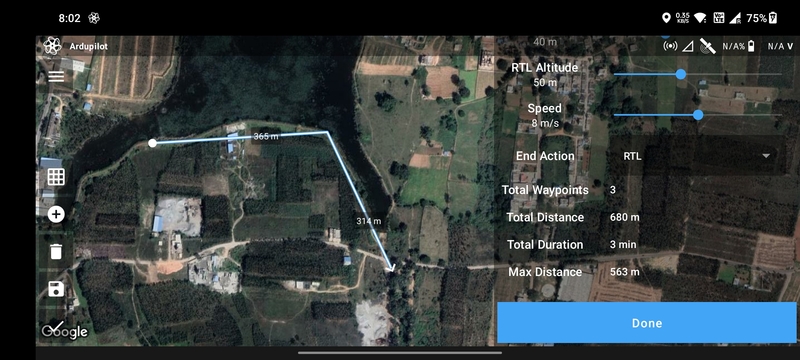 8:02
0.35
KB/S
75%
Ardupilot
N/A%
N/A V
40 m
RTL Altitude
50 m
Speed
8 m/s
End Action RTL
Total Waypoints 3
Total Distance 680 m
Total Duration 3 min
Max Distance 563 m
Done
365 m
314 m
Google